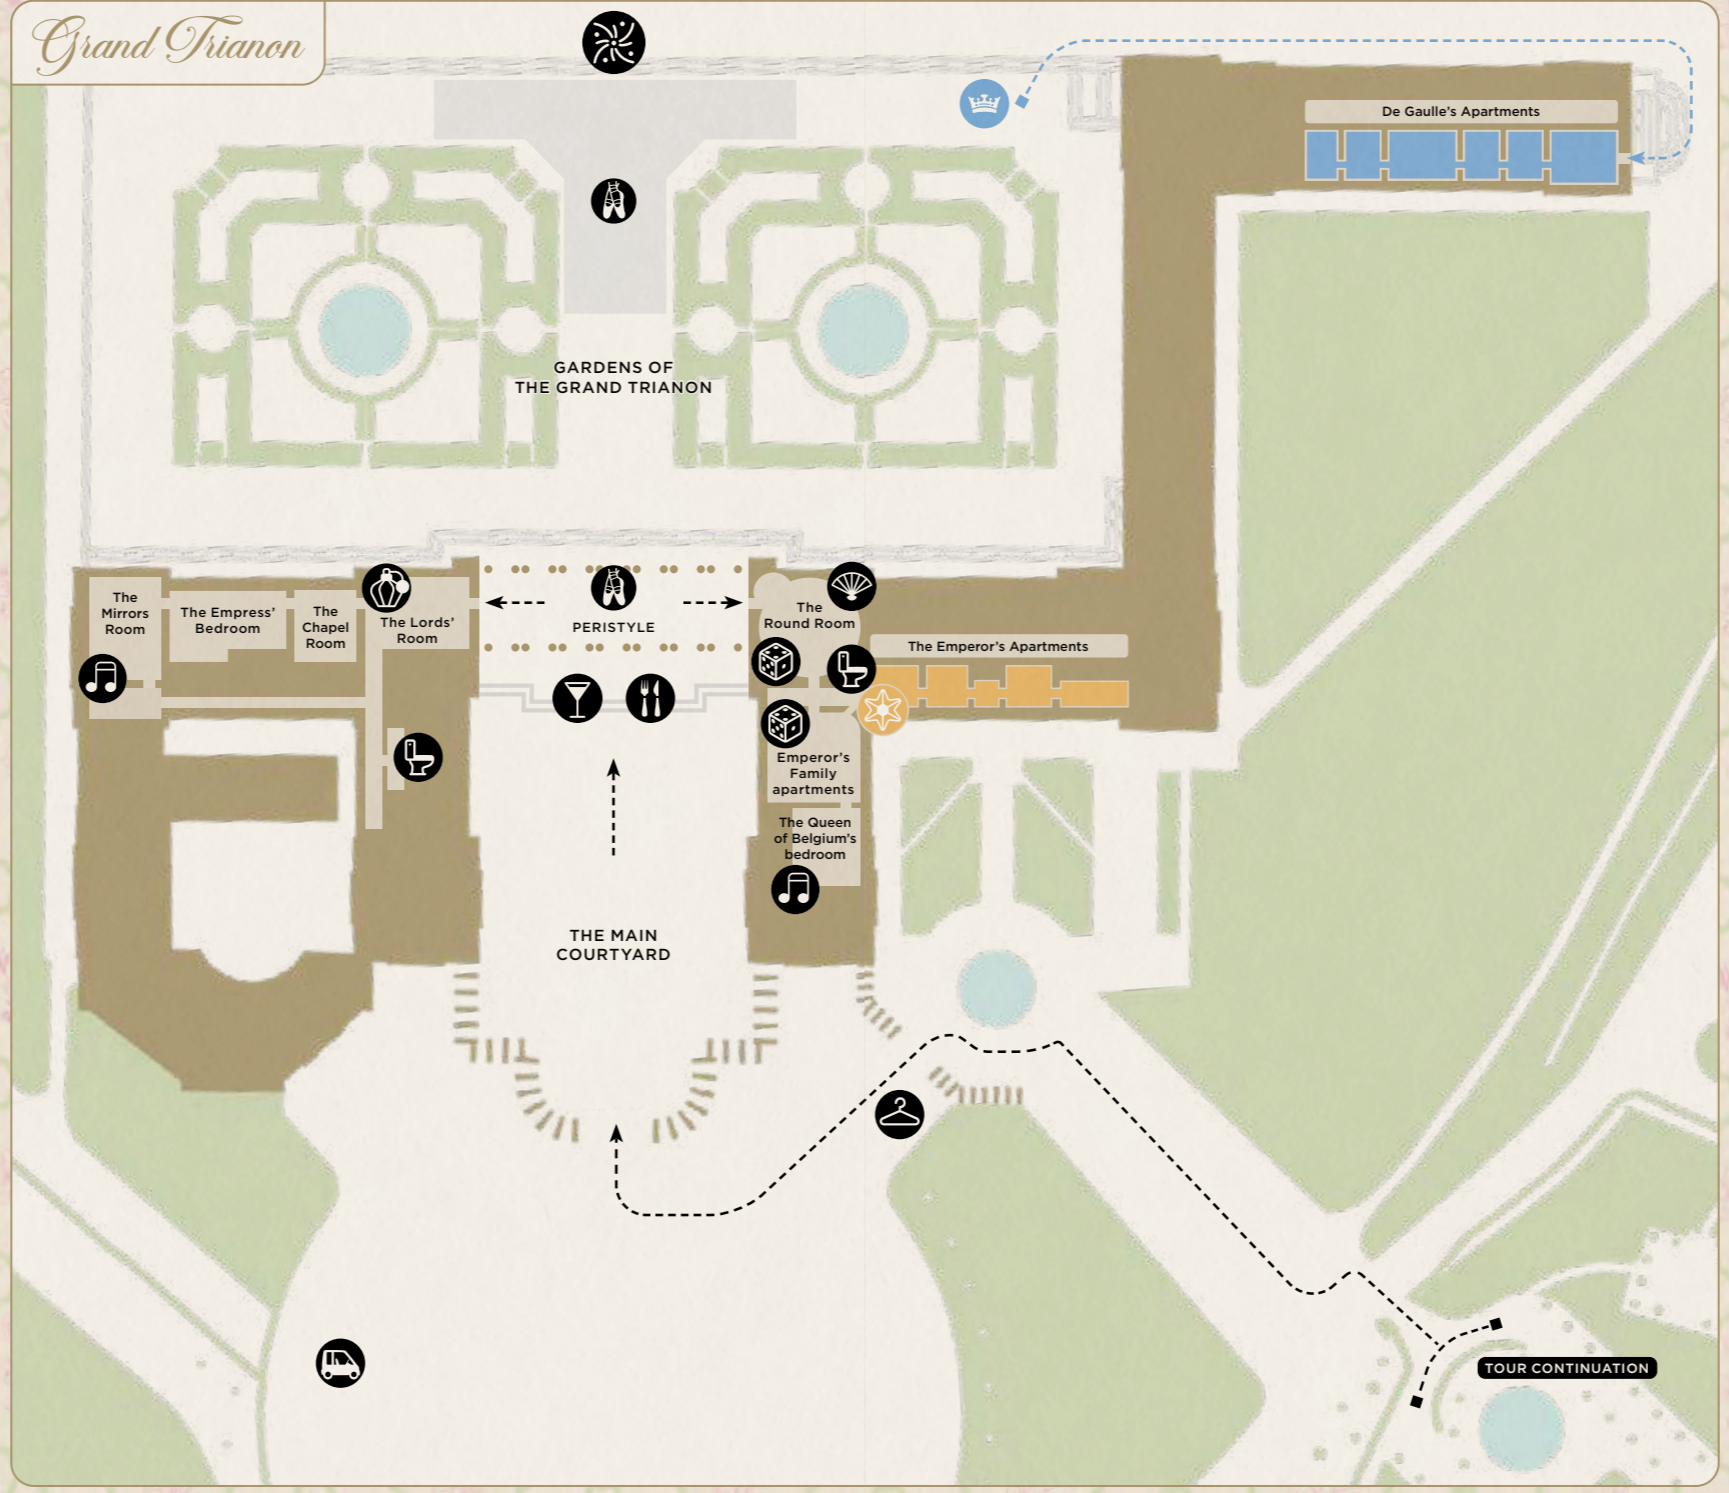 Grand Trianon
De Gaulle's Apartments
GARDENS OF
THE GRAND TRIANON
The
Mirrors
Room
The Empress'
Bedroom
The
Chapel
Room
The Lords'
Room
PERISTYLE
The
Round Room
The Emperor's Apartments
Emperor's
Family
apartments
The Queen
of Belgium's
bedroom
THE MAIN
COURTYARD
TOUR CONTINUATION